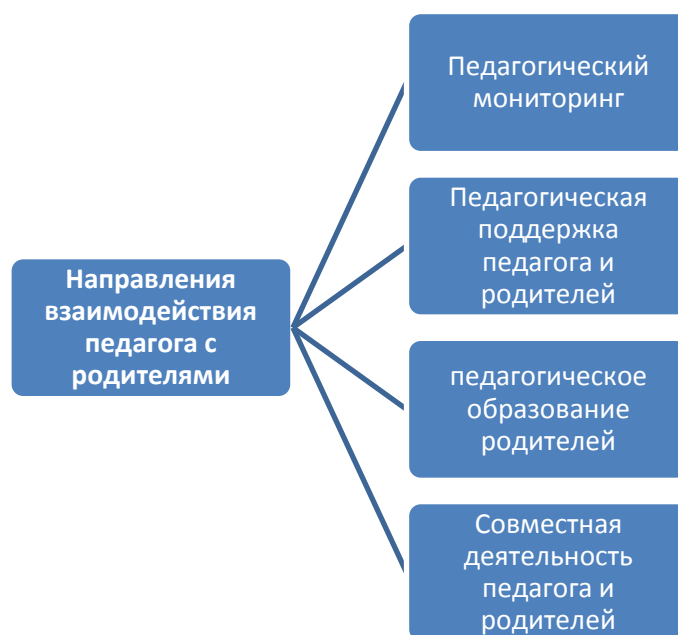 Направления
взаимодействия
педагога с
родителями
Педагогический
мониторинг
Педагогическая
поддержка
педагога и
родителей
педагогическое
образование
родителей
Совместная
деятельность
педагога и
родителей